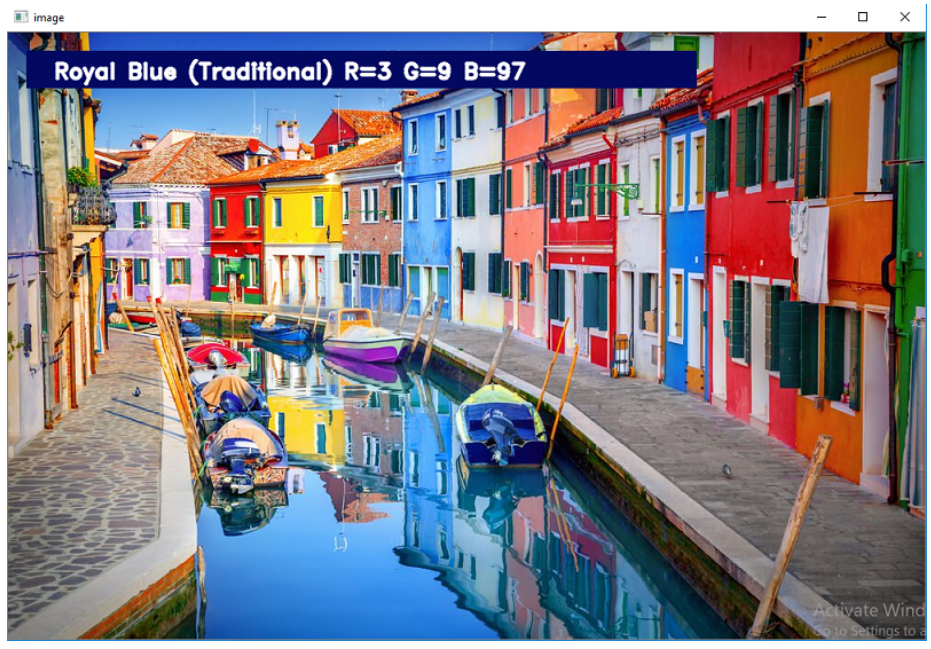 image
Royal Blue (Traditional) R=3 G=9 B=97
Activate Wind
Go to Settings to a